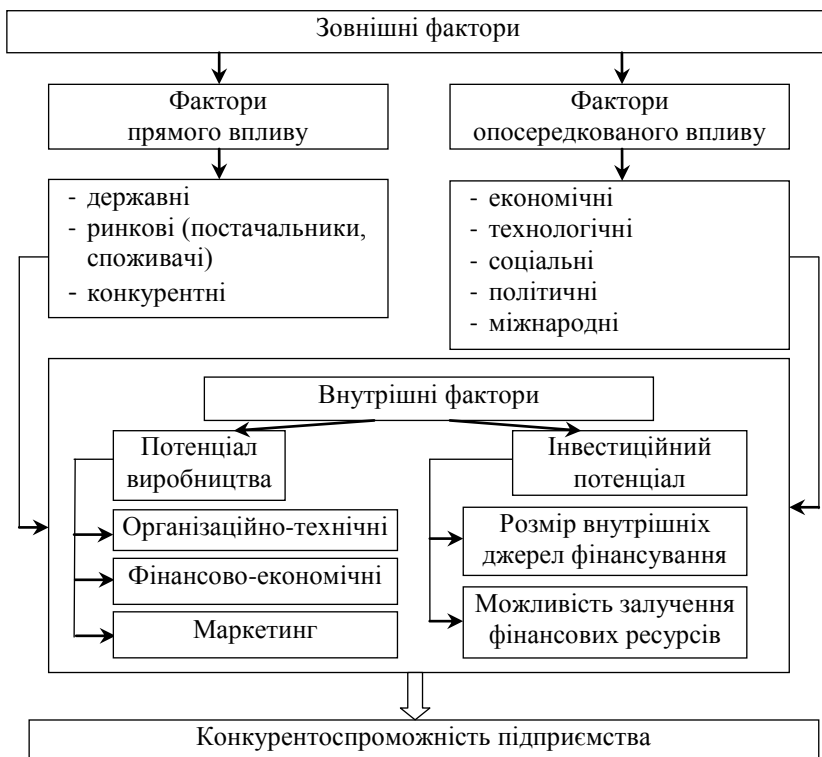 Зовнішні фактори
Фактори
прямого впливу
Фактори
опосередкованого впливу
- державні
- ринкові (постачальники,
споживачі)
- конкурентні
- економічні
- технологічні
- соціальні
- політичні
- міжнародні
Внутрішні фактори
Потенціал
виробництва
Організаційно-технічні
Фінансово-економічні
Маркетинг
Інвестиційний
потенціал
Розмір внутрішніх
джерел фінансування
Можливість залучення
фінансових ресурсів
Конкурентоспроможність підприємства